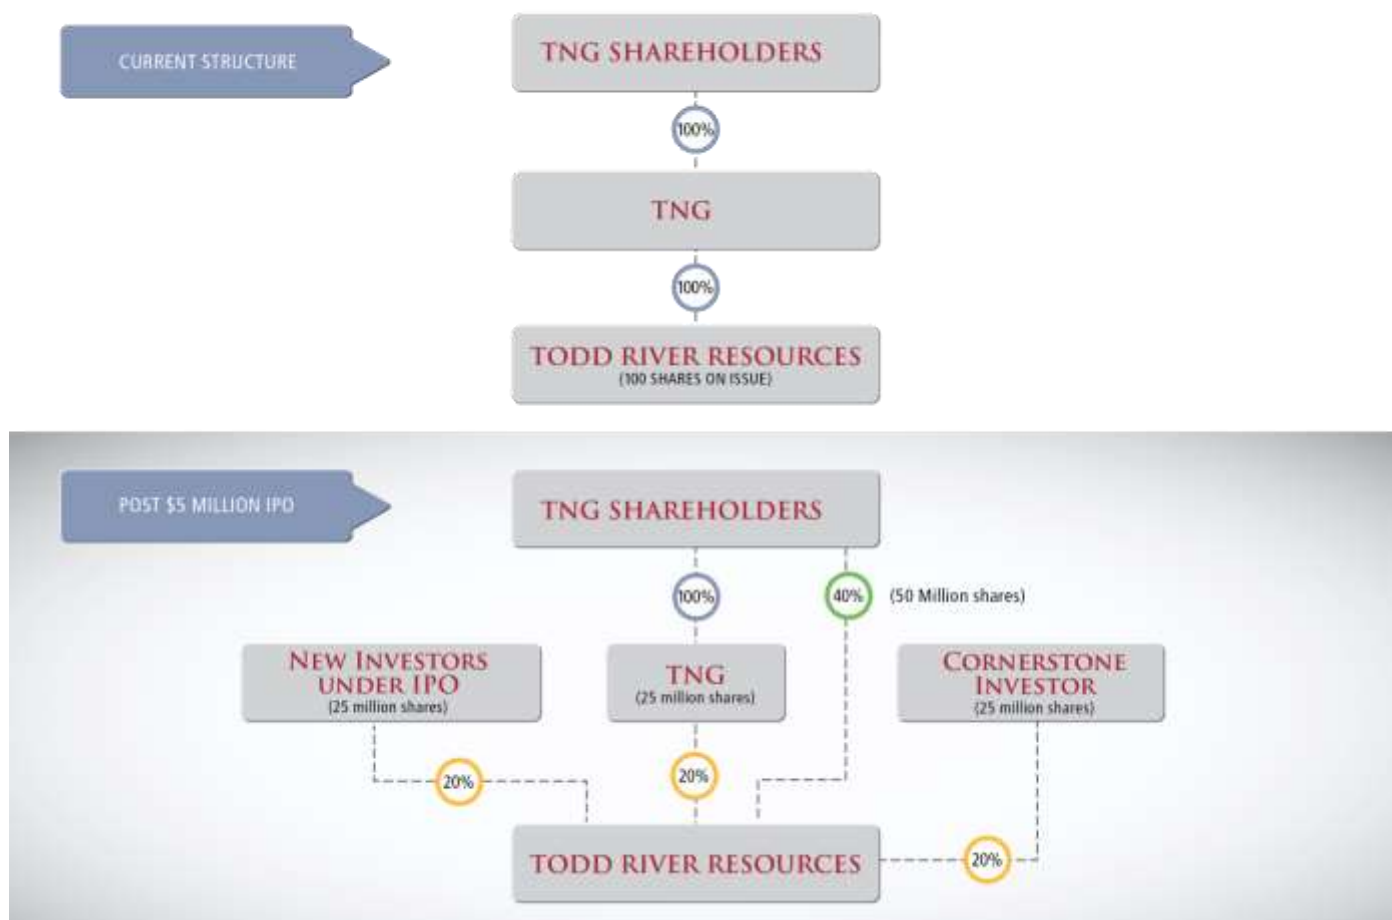 CURRENT STRUCTURE
TNG SHAREHOLDERS
100%
TNG
100%
TODD RIVER RESOURCES
(100 SHARES ON ISSUE)
POST $5 MILLION IPO
TNG SHAREHOLDERS
100%
40%
(50 Million shares)
NEW INVESTORS
UNDER IPO
(25 million shares)
TNG
(25 million shares)
CORNERSTONE
INVESTOR
(25 million shares)
20%
20%
TODD RIVER RESOURCES
20%